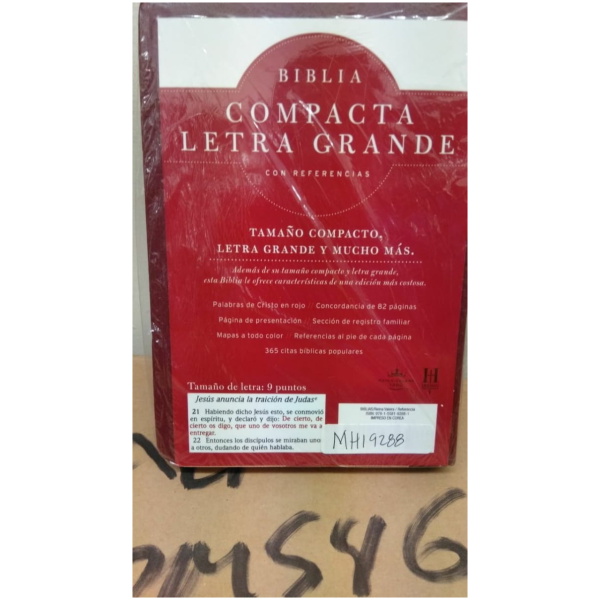 BIBLIA
COMPACTA
LETRA GRANDE
CON REFERENCIAS
TAMAÑO COMPACTO,
LETRA GRANDE Y MUCHO MÁS.
Además de su tamaño compacto y letra grande,
esta Biblia le ofrece características de una edición más costosa.
Palabras de Cristo en rojo Concordancia de 82 páginas
Página de presentación Sección de registro familiar
Mapas a todo color Referencias al pie de cada página
365 citas bíblicas populares
Tamaño de letra: 9 puntos
Jesús anuncia la traición de Judas
21 Habiendo dicho Jesús esto, se conmovió
en espíritu, y declaró y dijo: De cierto, de
cierto os digo, que uno de vosotros me va a
entregar.
22 Entonces los discípulos se miraban uno
a otros, dudando de quién hablaba.
IMPRESO EN COREA
MH19288
H
546